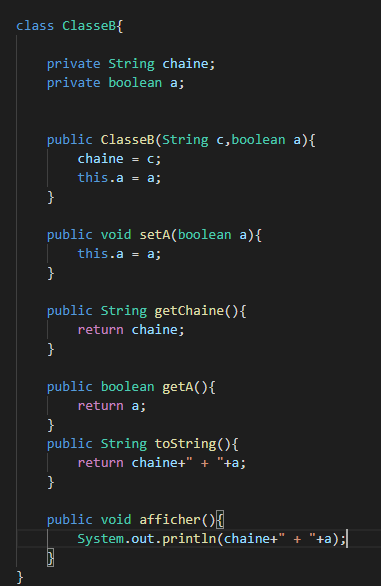 class ClasseB{
private String chaine;
private boolean a;
public ClasseB(String c,boolean a){
chaine = c;
this.a = a;
}
public void setA(boolean a){
this.a = a;
}
public String getChaine(){
return chaine;
}
public boolean getA(){
return a;
}
public String toString(){
return chaine+" + "+a;
}
public void afficher(){
System.out.println(chaine+" + "+a);
}
}